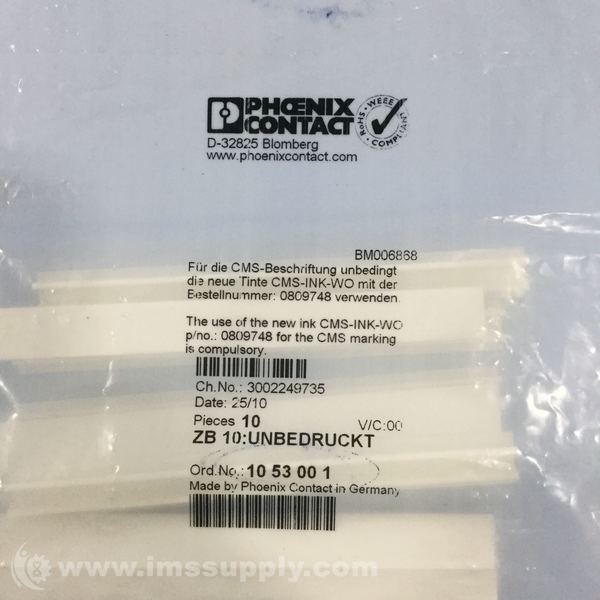 PHŒNIX
CONTACT
RoHS · WEEE
COMPLIANT
D-32825 Blomberg
www.phoenixcontact.com
BM006868
Für die CMS-Beschriftung unbedingt
die neue Tinte CMS-INK-WO mit der
Bestellnummer: 0809748 verwenden.
The use of the new ink CMS-INK-WO
p/no.: 0809748 for the CMS marking
is compulsory.
Ch.No.: 3002249735
Date: 25/10
Pieces 10 V/C:00
ZB 10:UNBEDRUCKT
Ord.No.: 10 53 00 1
Made by Phoenix Contact in Germany
www.imssupply.com